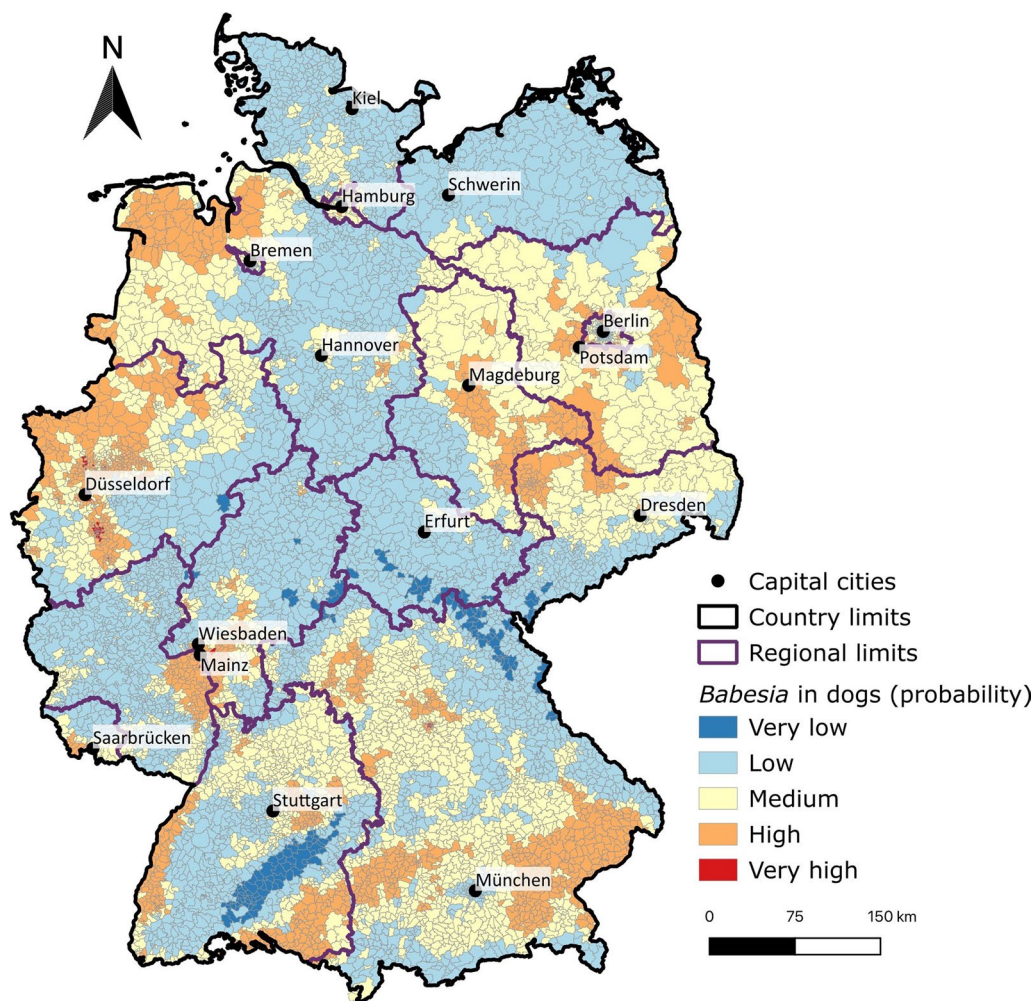 N
Kiel
Schwerin
Hamburg
Bremen
Berlin
Potsdam
Hannover
Magdeburg
Düsseldorf
Dresden
Erfurt
Wiesbaden
Mainz
Saarbrücken
Stuttgart
München
Capital cities
Country limits
Regional limits
Babesia in dogs (probability)
Very low
Low
Medium
High
Very high
0 75 150 km